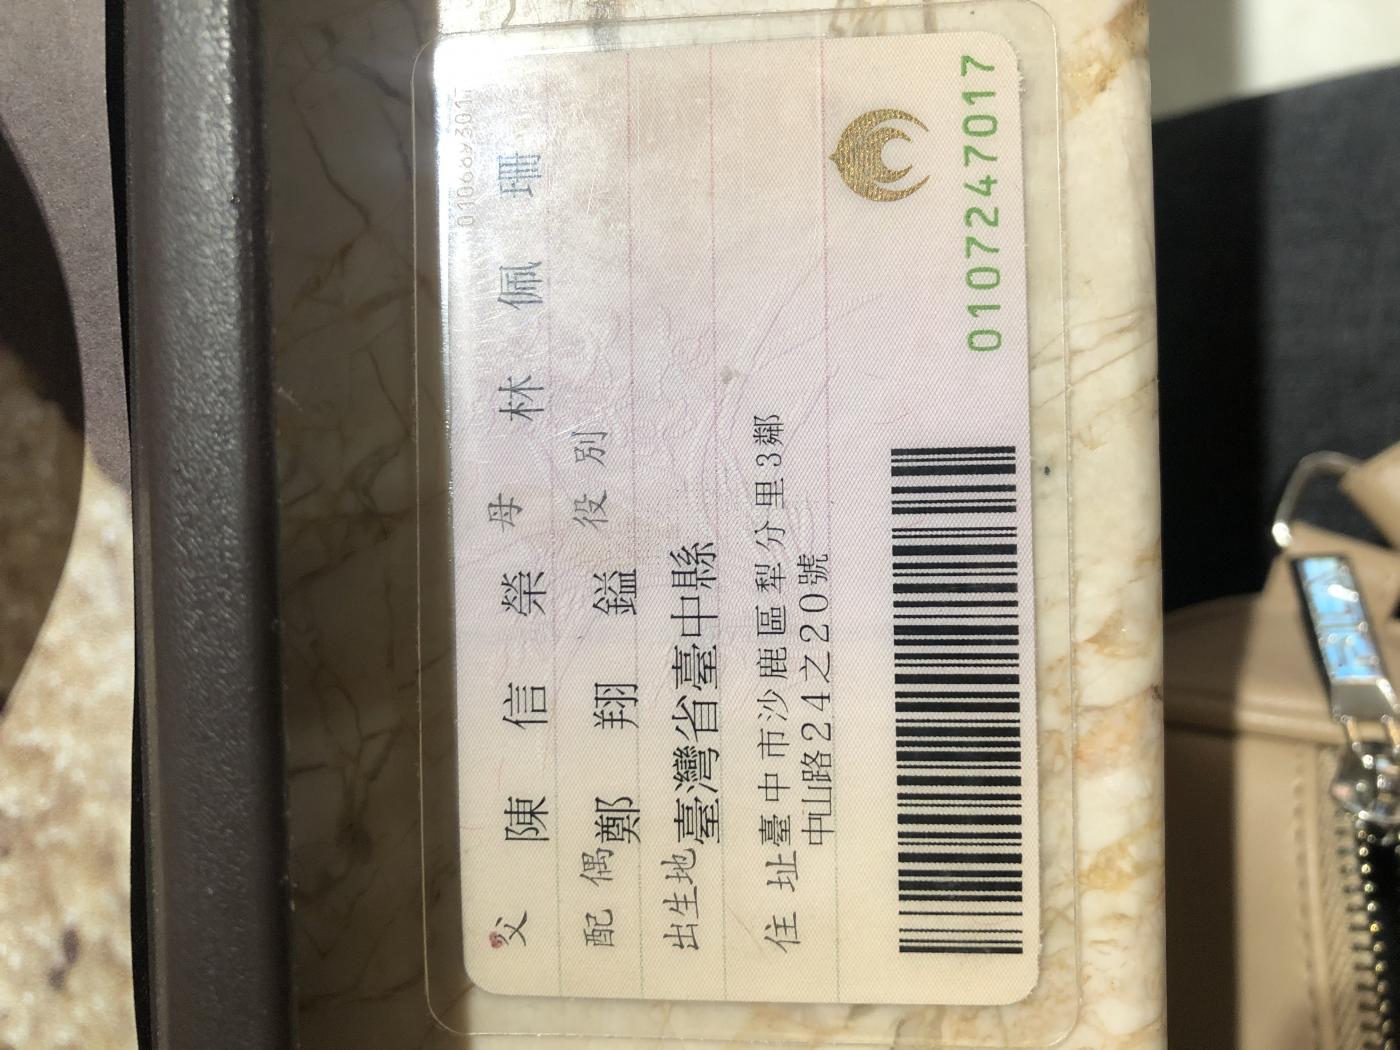 父 陳信榮 母 林佩珊
配偶 鄭翔鎰 役別
出生地 臺灣省臺中縣
住址 臺中市沙鹿區犁分里3鄰
中山路24之20號
0107247017